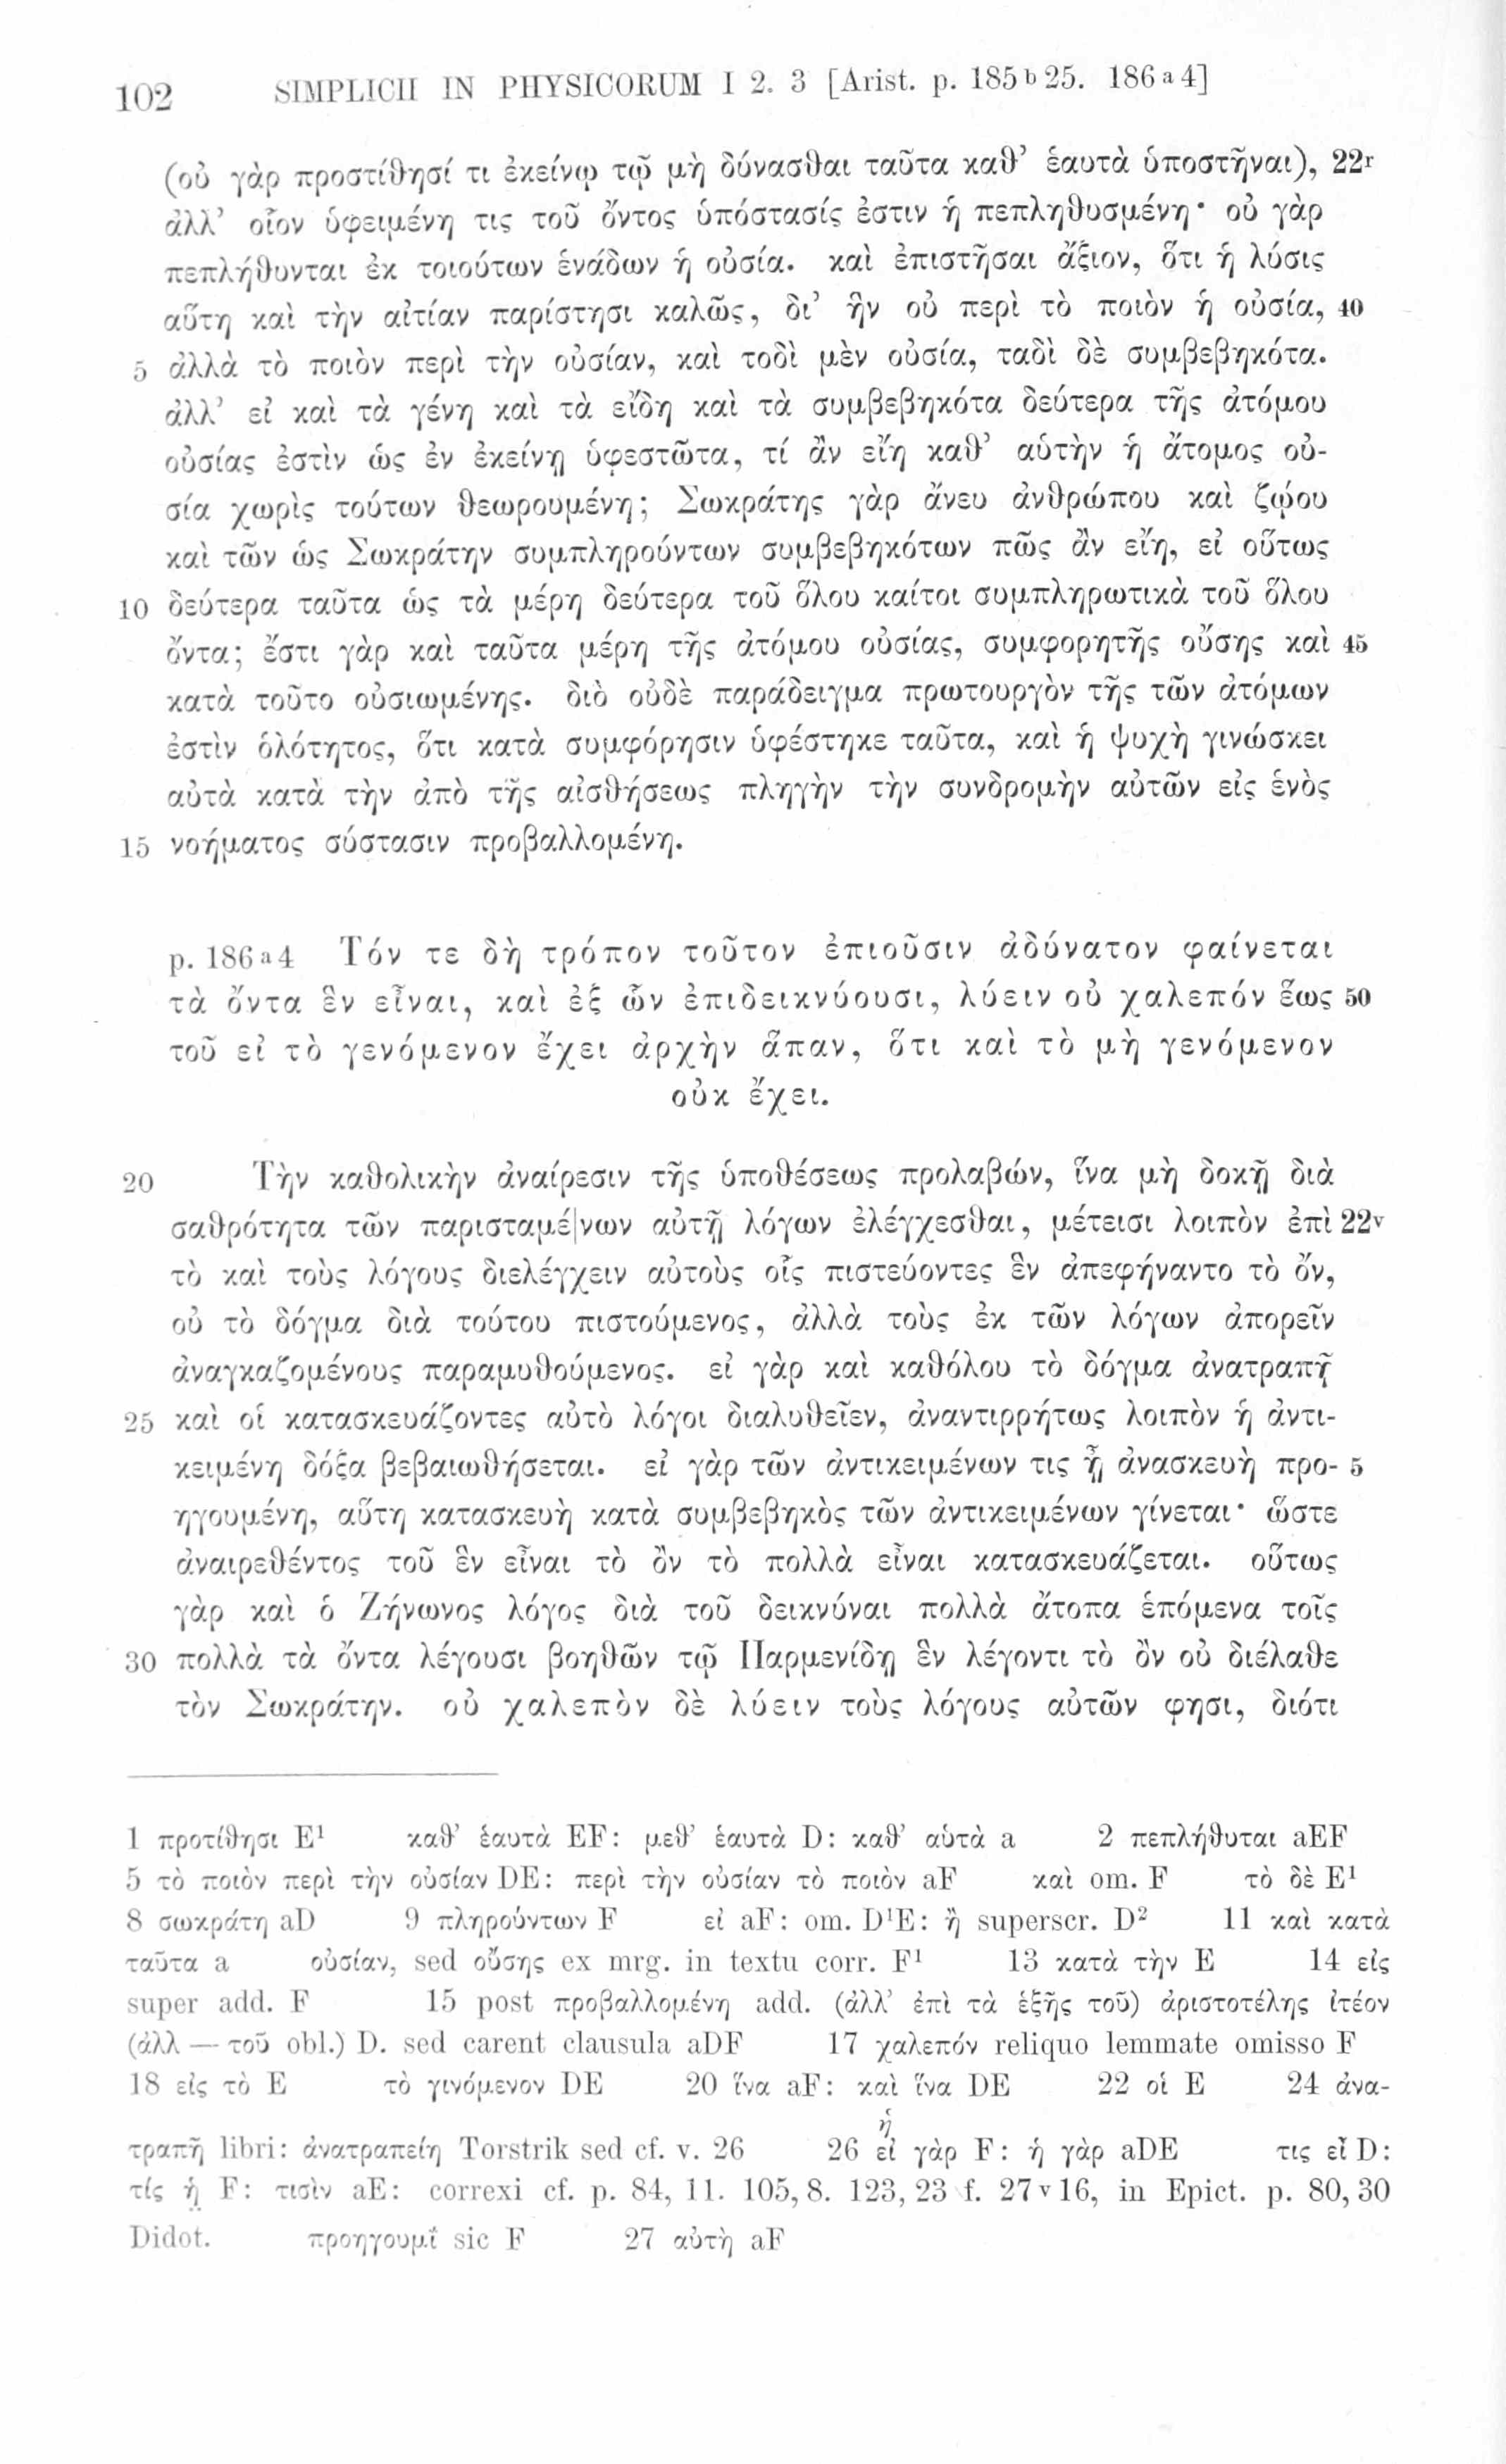 102 SIMPLICII IN PHYSICORUM I 2. 3 [Arist. p. 185 b 25. 186 a 4]
(οὐ γὰρ προστίθησί τι ἐκείνῳ τῷ μὴ δύνασθαι ταῦτα καθ’ ἑαυτὰ ὑποστῆναι), 22r
ἀλλ’ οἷον ὑφειμένη τις τοῦ ὄντος ὑπόστασίς ἐστιν ἡ πεπληθυσμένη· οὐ γὰρ
πεπλήθυνται ἐκ τοιούτων ἑνάδων ἡ οὐσία. καὶ ἐπιστῆσαι ἄξιον, ὅτι ἡ λύσις
αὕτη καὶ τὴν αἰτίαν παρίστησι καλῶς, δι’ ἣν οὐ περὶ τὸ ποιὸν ἡ οὐσία, 40
5 ἀλλὰ τὸ ποιὸν περὶ τὴν οὐσίαν, καὶ τοδὶ μὲν οὐσία, ταδὶ δὲ συμβεβηκότα.
ἀλλ’ εἰ καὶ τὰ γένη καὶ τὰ εἴδη καὶ τὰ συμβεβηκότα δεύτερα τῆς ἀτόμου
οὐσίας ἐστὶν ὡς ἐν ἐκείνῃ ὑφεστῶτα, τί ἂν εἴη καθ’ αὑτὴν ἡ ἄτομος οὐ-
σία χωρὶς τούτων θεωρουμένη; Σωκράτης γὰρ ἄνευ ἀνθρώπου καὶ ζῴου
καὶ τῶν ὡς Σωκράτην συμπληρούντων συμβεβηκότων πῶς ἂν εἴη, εἰ οὕτως
10 δεύτερα ταῦτα ὡς τὰ μέρη δεύτερα τοῦ ὅλου καίτοι συμπληρωτικὰ τοῦ ὅλου
ὄντα; ἔστι γὰρ καὶ ταῦτα μέρη τῆς ἀτόμου οὐσίας, συμφορητῆς οὔσης καὶ 45
κατὰ τοῦτο οὐσιωμένης. διὸ οὐδὲ παράδειγμα πρωτουργὸν τῆς τῶν ἀτόμων
ἐστὶν ὁλότητος, ὅτι κατὰ συμφόρησιν ὑφέστηκε ταῦτα, καὶ ἡ ψυχὴ γινώσκει
αὐτὰ κατὰ τὴν ἀπὸ τῆς αἰσθήσεως πληγὴν τὴν συνδρομὴν αὐτῶν εἰς ἑνὸς
15 νοήματος σύστασιν προβαλλομένη.
p. 186 a 4 Τόν τε δὴ τρόπον τοῦτον ἐπιοῦσιν ἀδύνατον φαίνεται
τὰ ὄντα ἓν εἶναι, καὶ ἐξ ὧν ἐπιδεικνύουσι, λύειν οὐ χαλεπόν ἕως 50
τοῦ εἰ τὸ γενόμενον ἔχει ἀρχὴν ἅπαν, ὅτι καὶ τὸ μὴ γενόμενον
οὐκ ἔχει.
20 Τὴν καθολικὴν ἀναίρεσιν τῆς ὑποθέσεως προλαβών, ἵνα μὴ δοκῇ διὰ
σαθρότητα τῶν παρισταμέ|νων αὐτῇ λόγων ἐλέγχεσθαι, μέτεισι λοιπὸν ἐπὶ 22v
τὸ καὶ τοὺς λόγους διελέγχειν αὐτοὺς οἷς πιστεύοντες ἓν ἀπεφήναντο τὸ ὄν,
οὐ τὸ δόγμα διὰ τούτου πιστούμενος, ἀλλὰ τοὺς ἐκ τῶν λόγων ἀπορεῖν
ἀναγκαζομένους παραμυθούμενος. εἰ γὰρ καὶ καθόλου τὸ δόγμα ἀνατραπῇ
25 καὶ οἱ κατασκευάζοντες αὐτὸ λόγοι διαλυθεῖεν, ἀναντιρρήτως λοιπὸν ἡ ἀντι-
κειμένη δόξα βεβαιωθήσεται. εἰ γὰρ τῶν ἀντικειμένων τις ᾖ ἀνασκευὴ προ- 5
ηγουμένη, αὕτη κατασκευὴ κατὰ συμβεβηκὸς τῶν ἀντικειμένων γίνεται· ὥστε
ἀναιρεθέντος τοῦ ἓν εἶναι τὸ ὂν τὸ πολλὰ εἶναι κατασκευάζεται. οὕτως
γὰρ καὶ ὁ Ζήνωνος λόγος διὰ τοῦ δεικνύναι πολλὰ ἄτοπα ἑπόμενα τοῖς
30 πολλὰ τὰ ὄντα λέγουσι βοηθῶν τῷ Παρμενίδῃ ἓν λέγοντι τὸ ὂν οὐ διέλαθε
τὸν Σωκράτην. οὐ χαλεπὸν δὲ λύειν τοὺς λόγους αὐτῶν φησι, διότι
1 προτίθησι E¹ καθ’ ἑαυτὰ EF: μεθ’ ἑαυτὰ D: καθ’ αὑτὰ a 2 πεπλήθυται aEF
5 τὸ ποιὸν περὶ τὴν οὐσίαν DE: περὶ τὴν οὐσίαν τὸ ποιὸν aF καὶ om. F τὸ δὲ E¹
8 σωκράτη aD 9 πληρούντων F εἰ aF: om. D¹E: ἢ superscr. D² 11 καὶ κατὰ
ταῦτα a οὐσίαν, sed οὔσης ex mrg. in textu corr. F¹ 13 κατὰ τὴν E 14 εἰς
super add. F 15 post προβαλλομένη add. (ἀλλ’ ἐπὶ τὰ ἑξῆς τοῦ) ἀριστοτέλης ἰτέον
(ἀλλ — τοῦ obl.) D. sed carent clausula aDF 17 χαλεπόν reliquo lemmate omisso F
18 εἰς τὸ E τὸ γινόμενον DE 20 ἵνα aF: καὶ ἵνα DE 22 οἱ E 24 ἀνα-
τραπῇ libri: ἀνατραπείη Torstrik sed cf. v. 26 26 εἰ γὰρ F: ἡ γὰρ aDE τις εἶ D:
τίς ἡ F: τισὶν aE: correxi cf. p. 84, 11. 105, 8. 123, 23 f. 27 v 16, in Epict. p. 80, 30
Didot. sic F 27 αὐτὴ aF